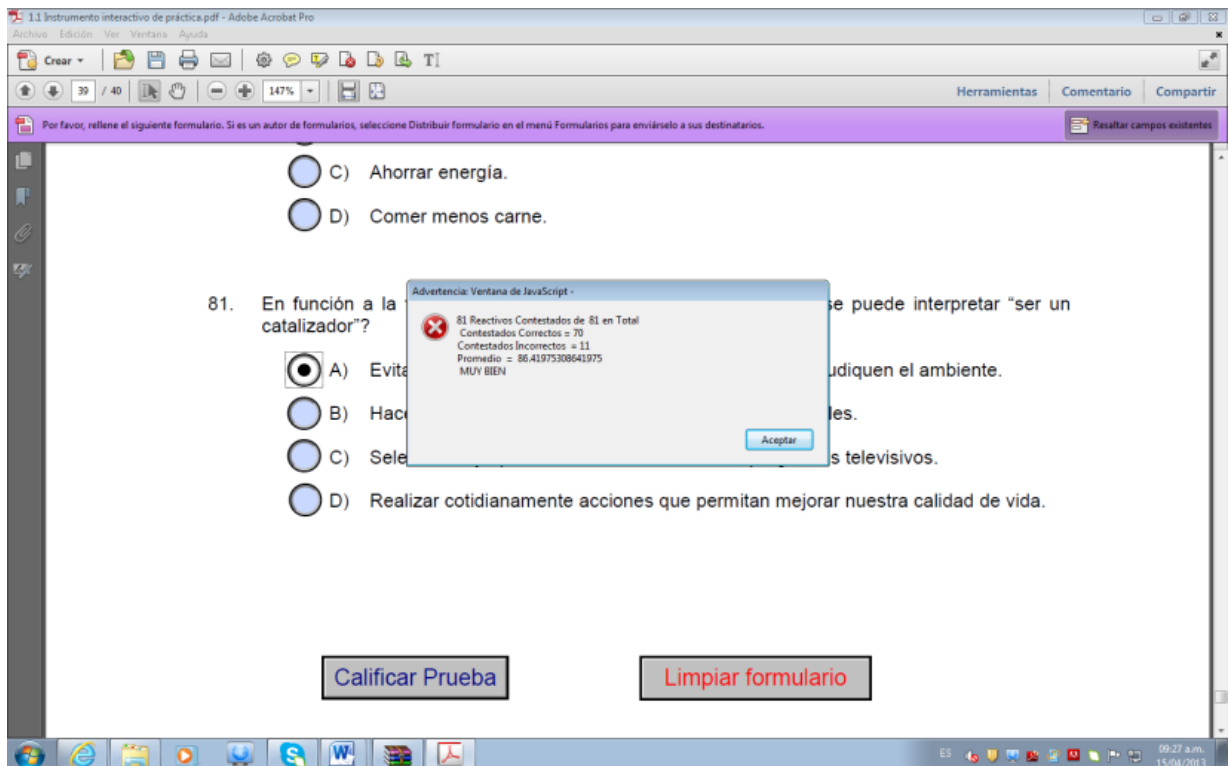 1.1 Instrumento interactivo de práctica.pdf - Adobe Acrobat Pro
Archivo Edición Ver Ventana Ayuda
Crear
39 / 40 147% Herramientas Comentario Compartir
Por favor, rellene el siguiente formulario. Si es un autor de formularios, seleccione Distribuir formulario en el menú Formularios para enviárselo a sus destinatarios. Resaltar campos existentes
C) Ahorrar energía.
D) Comer menos carne.
81. En función a la se puede interpretar “ser un
catalizador”?
Advertencia: Ventana de JavaScript -
81 Reactivos Contestados de 81 en Total
Contestados Correctos = 70
Contestados Incorrectos = 11
Promedio = 86.41975308641975
MUY BIEN
Aceptar
A) Evita udiquen el ambiente.
B) Hace les.
C) Sele s televisivos.
D) Realizar cotidianamente acciones que permitan mejorar nuestra calidad de vida.
Calificar Prueba Limpiar formulario
ES 09:27 a.m.
15/04/2013